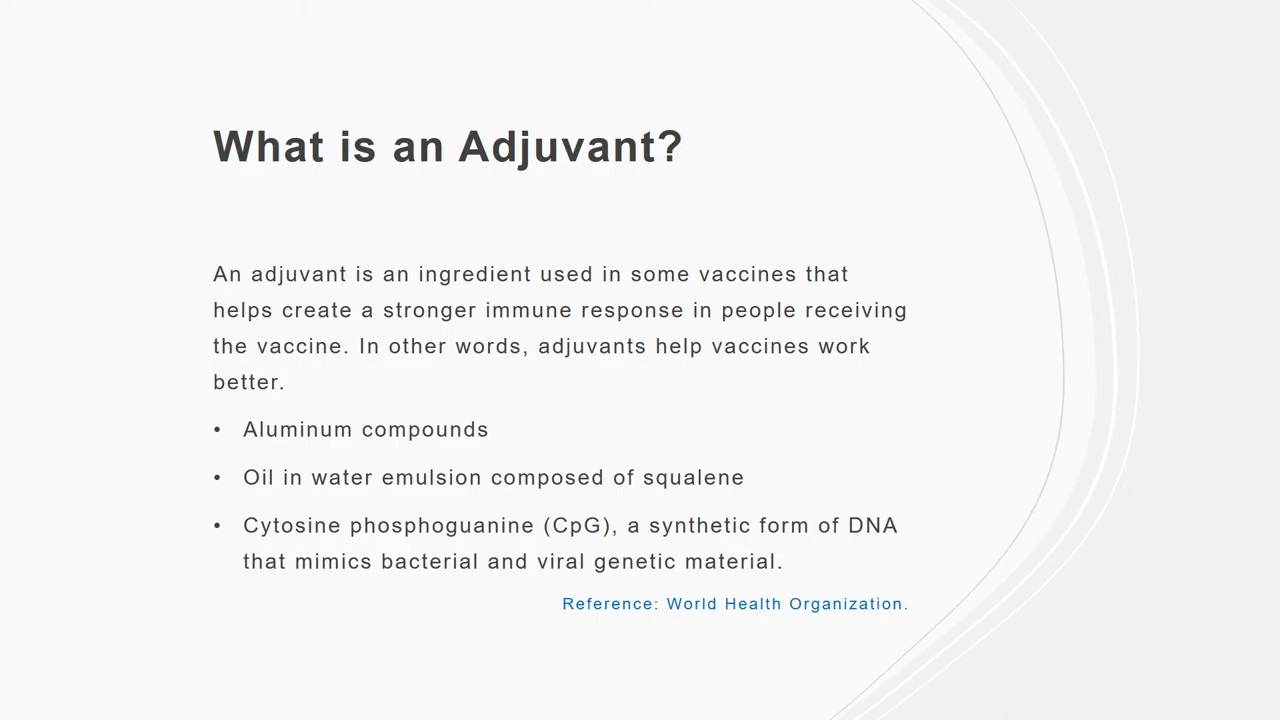 What is an Adjuvant?
An adjuvant is an ingredient used in some vaccines that
helps create a stronger immune response in people receiving
the vaccine. In other words, adjuvants help vaccines work
better.
• Aluminum compounds
• Oil in water emulsion composed of squalene
• Cytosine phosphoguanine (CpG), a synthetic form of DNA
that mimics bacterial and viral genetic material.
Reference: World Health Organization.